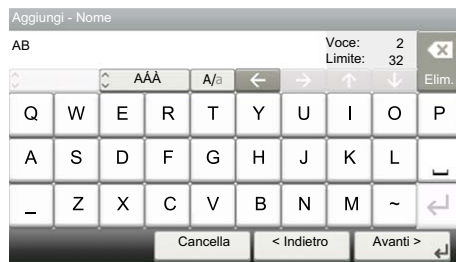 Aggiungi - Nome
AB
Voce: 2
Limite: 32
AÁÀ A/a ← → ↑ ↓ Elim.
Q W E R T Y U I O P
A S D F G H J K L
_ Z X C V B N M ~
Cancella < Indietro Avanti >